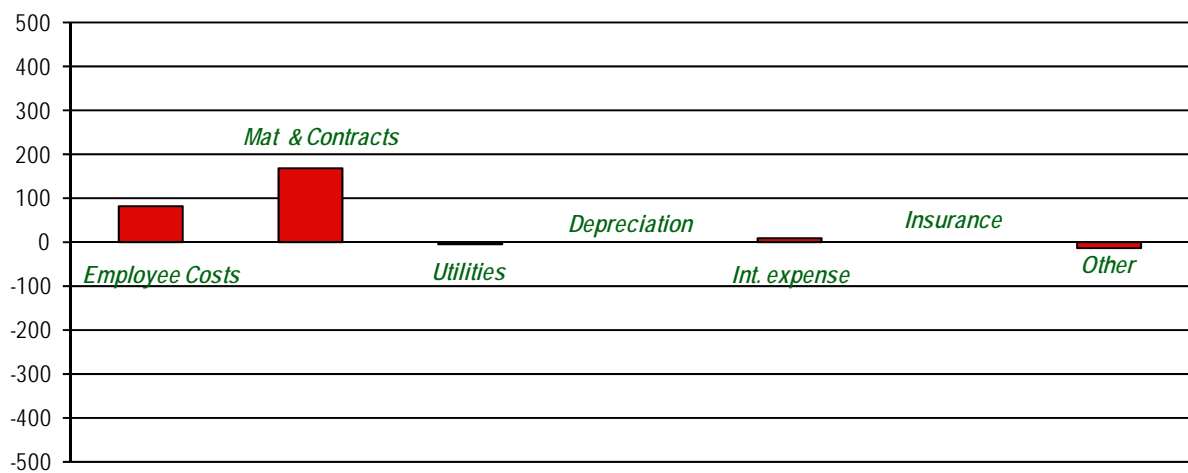 500
400
300
200
100
0
-100
-200
-300
-400
-500
Mat & Contracts
Depreciation
Insurance
Employee Costs
Utilities
Int. expense
Other